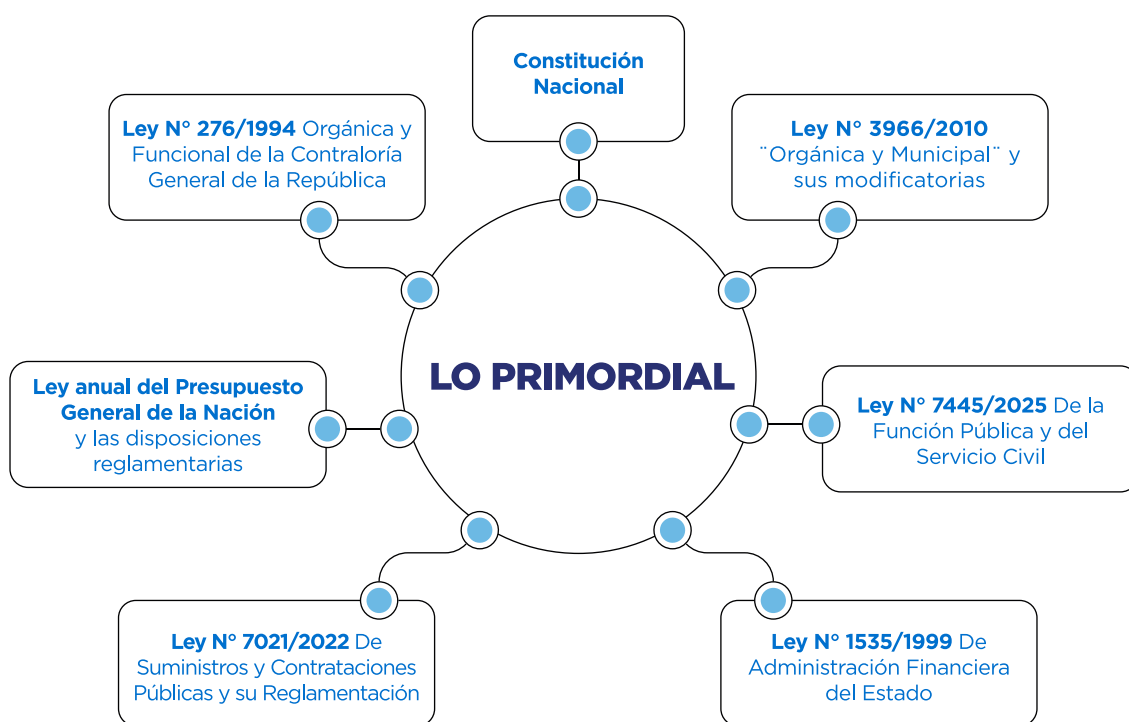 Constitución
Nacional
Ley N° 276/1994 Orgánica y
Funcional de la Contraloría
General de la República
Ley N° 3966/2010
¨Orgánica y Municipal¨ y
sus modificatorias
LO PRIMORDIAL
Ley anual del Presupuesto
General de la Nación
y las disposiciones
reglamentarias
Ley N° 7445/2025 De la
Función Pública y del
Servicio Civil
Ley N° 7021/2022 De
Suministros y Contrataciones
Públicas y su Reglamentación
Ley N° 1535/1999 De
Administración Financiera
del Estado